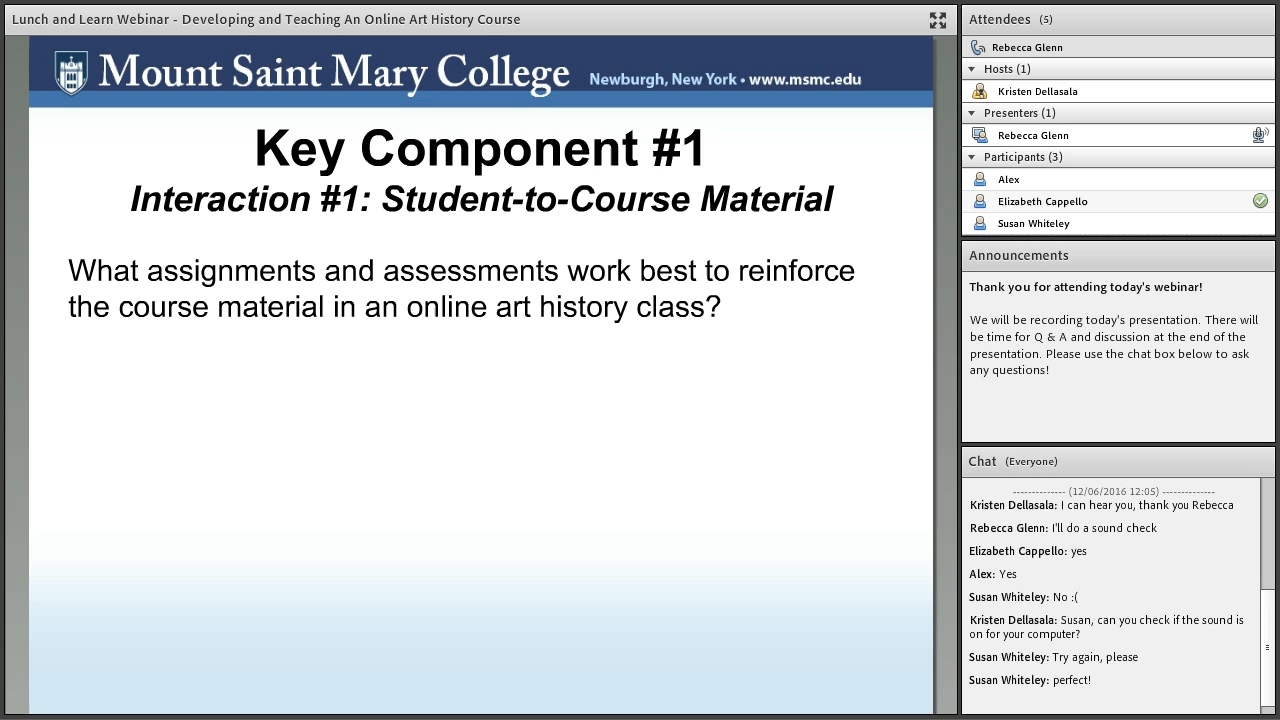 Lunch and Learn Webinar - Developing and Teaching An Online Art History Course
Mount Saint Mary College Newburgh, New York • www.msmc.edu
Key Component #1
Interaction #1: Student-to-Course Material
What assignments and assessments work best to reinforce
the course material in an online art history class?
Attendees (5)
Rebecca Glenn
Hosts (1)
Kristen Dellasala
Presenters (1)
Rebecca Glenn
Participants (3)
Alex
Elizabeth Cappello
Susan Whiteley
Announcements
Thank you for attending today's webinar!
We will be recording today's presentation. There will
be time for Q & A and discussion at the end of the
presentation. Please use the chat box below to ask
any questions!
Chat (Everyone)
-------------- (12/06/2016 12:05) --------------
Kristen Dellasala: I can hear you, thank you Rebecca
Rebecca Glenn: I'll do a sound check
Elizabeth Cappello: yes
Alex: Yes
Susan Whiteley: No :(
Kristen Dellasala: Susan, can you check if the sound is
on for your computer?
Susan Whiteley: Try again, please
Susan Whiteley: perfect!